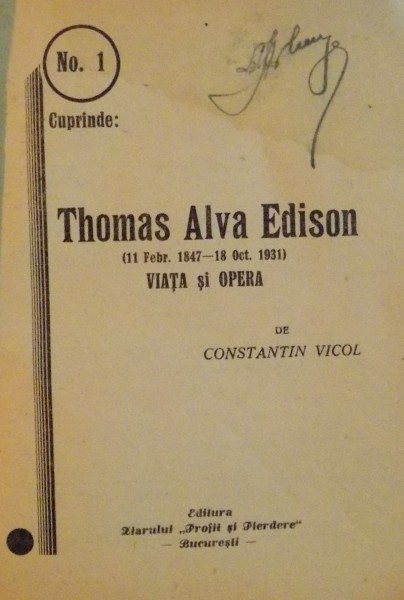 No. 1
Cuprinde:
Thomas Alva Edison
(11 Febr. 1847—18 Oct. 1931)
VIAȚA și OPERA
DE
CONSTANTIN VICOL
Editura
Ziarului „Profit și Pierdere"
— București —